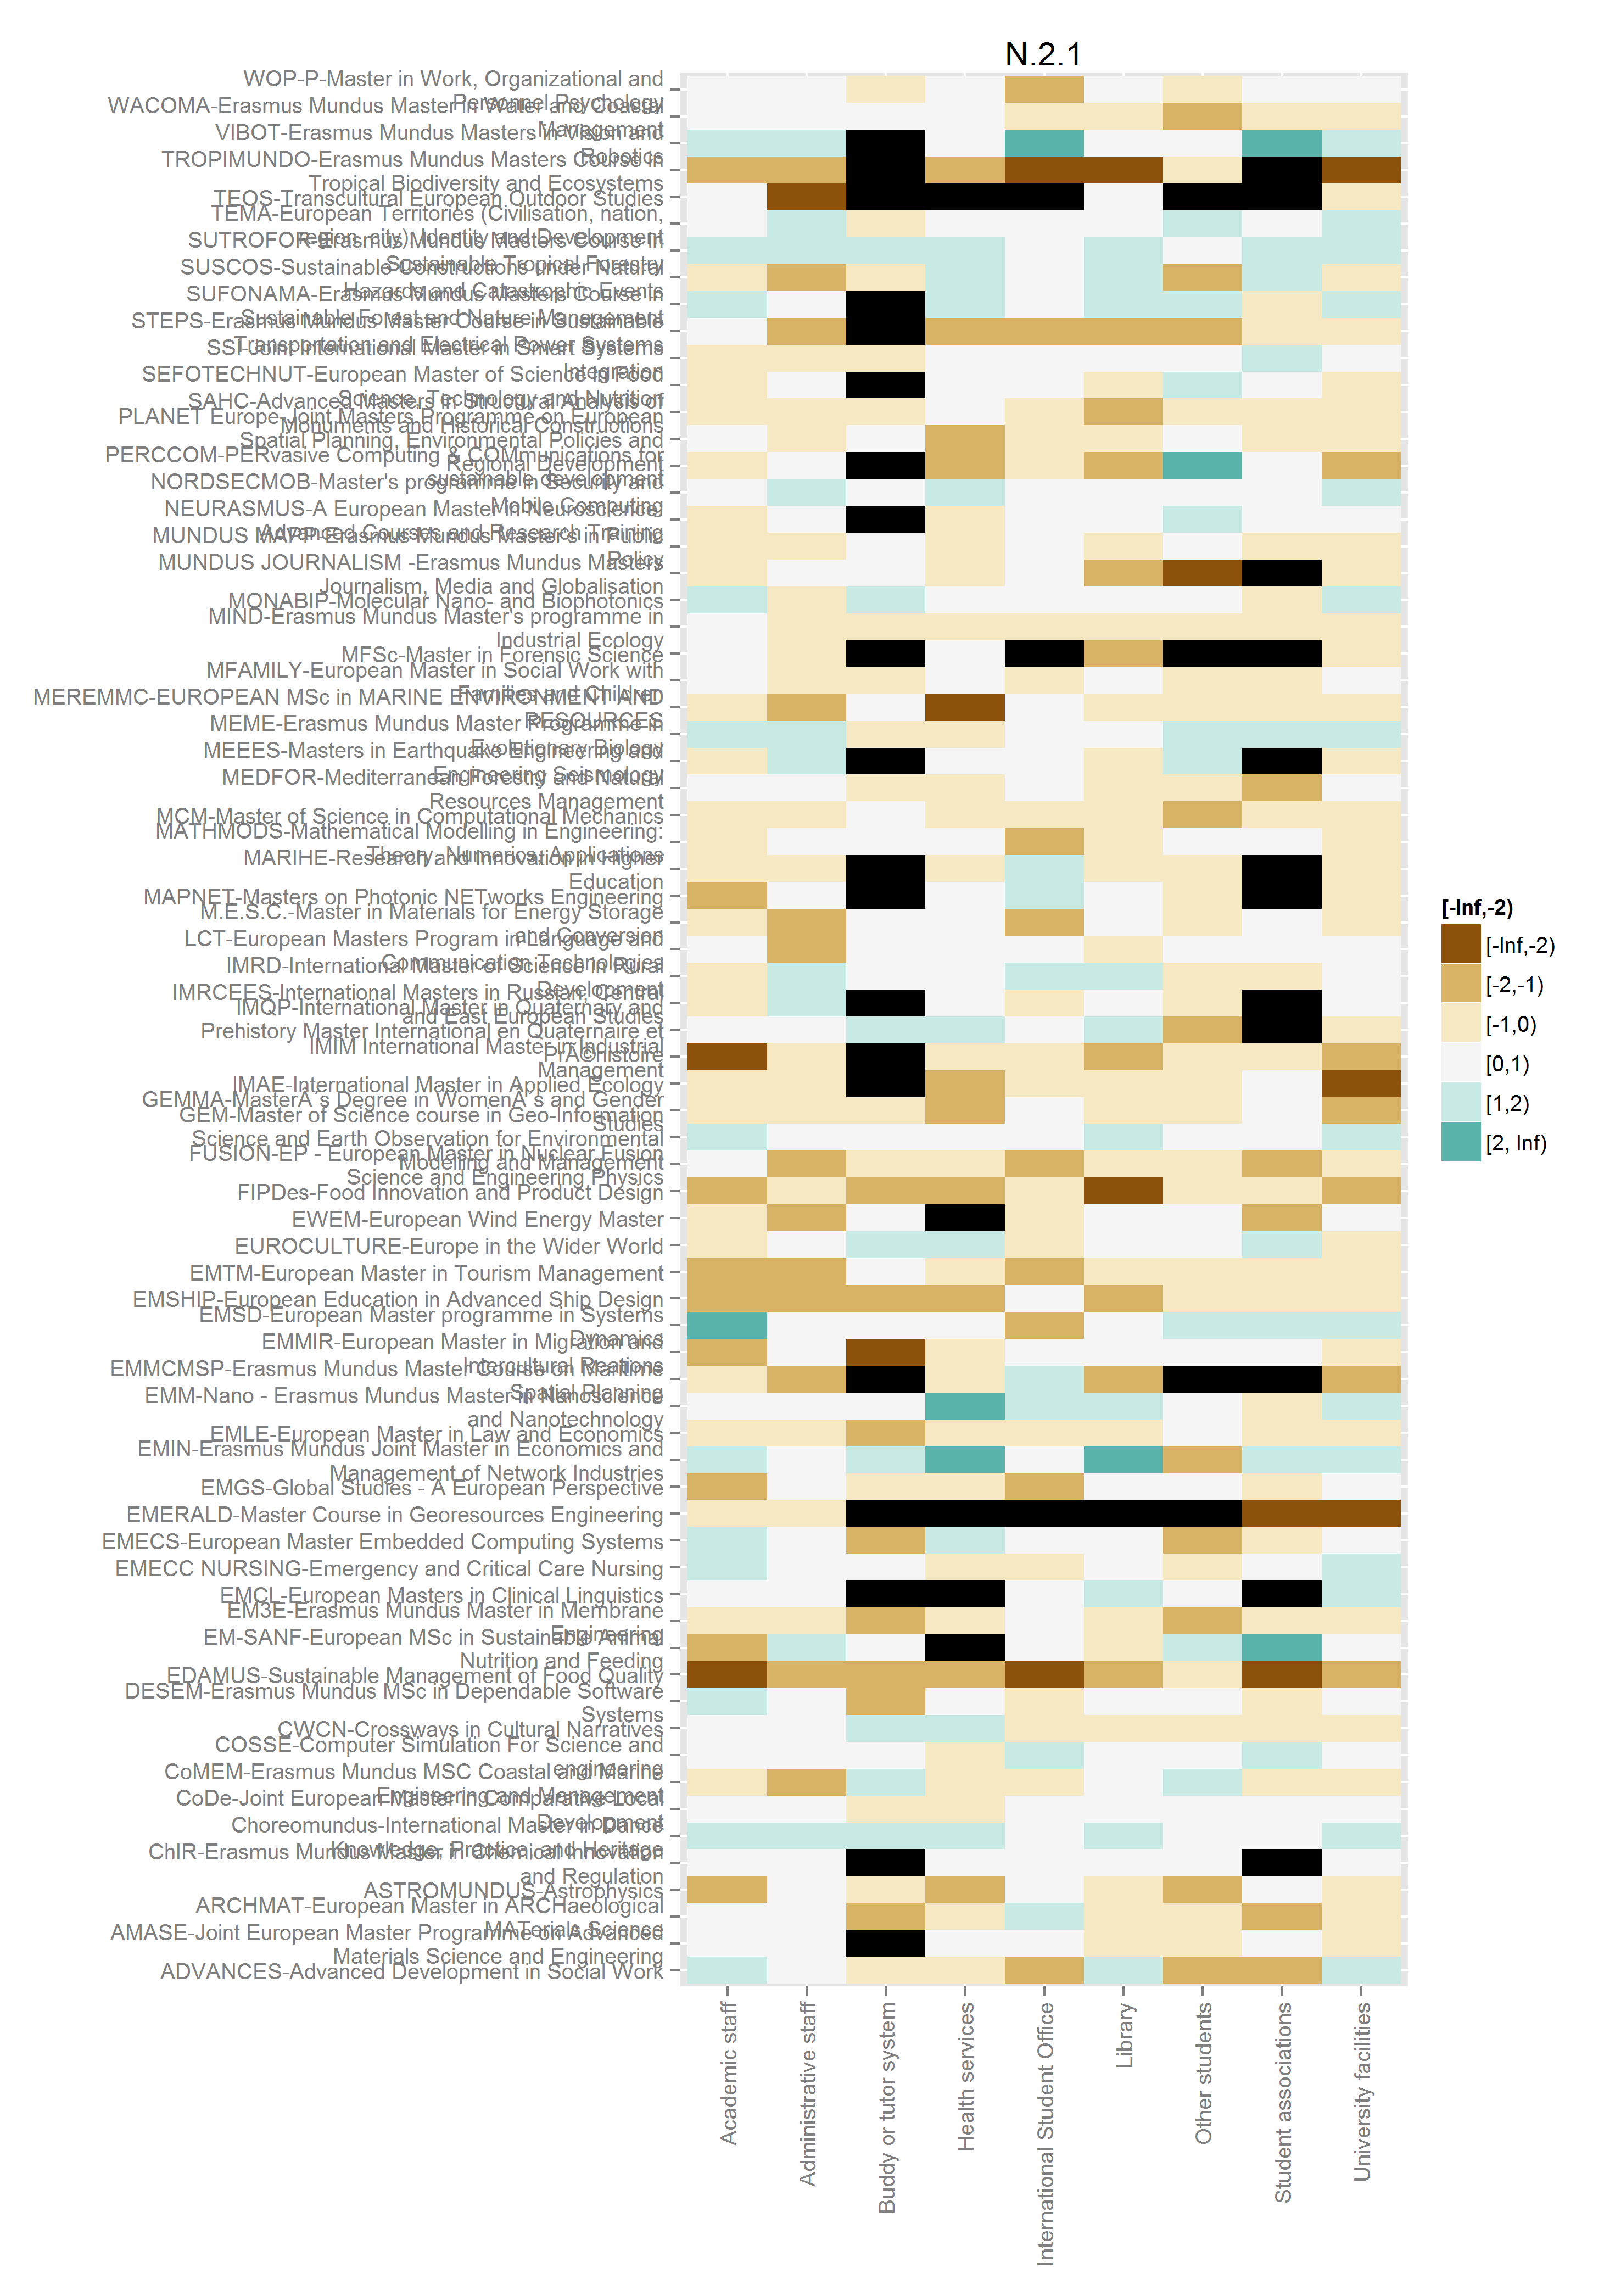 N.2.1
WOP-P-Master in Work, Organizational and
Personnel Psychology
WACOMA-Erasmus Mundus Master in Water and Coastal
Management
VIBOT-Erasmus Mundus Masters in Vision and
Robotics
TROPIMUNDO-Erasmus Mundus Masters Course in
Tropical Biodiversity and Ecosystems
TEOS-Transcultural European Outdoor Studies
TEMA-European Territories (Civilisation, nation,
region, city): Identity and Development
SUTROFOR-Erasmus Mundus Masters Course in
Sustainable Tropical Forestry
SUSCOS-Sustainable Constructions under Natural
Hazards and Catastrophic Events
SUFONAMA-Erasmus Mundus Masters Course in
Sustainable Forest and Nature Management
STEPS-Erasmus Mundus Master Course in Sustainable
Transportation and Electrical Power Systems
SSI-Joint International Master in Smart Systems
Integration
SEFOTECHNUT-European Master of Science in Food
Science, Technology and Nutrition
SAHC-Advanced Masters in Structural Analysis of
Monuments and Historical Constructions
PLANET Europe-Joint Masters Programme on European
Spatial Planning, Environmental Policies and
Regional Development
PERCCOM-PERvasive Computing & COMmunications for
sustainable development
NORDSECMOB-Master's programme in Security and
Mobile Computing
NEURASMUS-A European Master in Neuroscience:
Advanced Courses and Research Training
MUNDUS MAPP-Erasmus Mundus Master's in Public
Policy
MUNDUS JOURNALISM -Erasmus Mundus Masters
Journalism, Media and Globalisation
MONABIP-Molecular Nano- and Biophotonics
MIND-Erasmus Mundus Master's programme in
Industrial Ecology
MFSc-Master in Forensic Science
MFAMILY-European Master in Social Work with
Families and Children
MEREMMC-EUROPEAN MSc in MARINE ENVIRONMENT AND
RESOURCES
MEME-Erasmus Mundus Master Programme in
Evolutionary Biology
MEEES-Masters in Earthquake Engineering and
Engineering Seismology
MEDFOR-Mediterranean Forestry and Natural
Resources Management
MCM-Master of Science in Computational Mechanics
MATHMODS-Mathematical Modelling in Engineering:
Theory, Numerics, Applications
MARIHE-Research and Innovation in Higher
Education
MAPNET-Masters on Photonic NETworks Engineering
M.E.S.C.-Master in Materials for Energy Storage
and Conversion
LCT-European Masters Program in Language and
Communication Technologies
IMRD-International Master of Science in Rural
Development
IMRCEES-International Masters in Russian, Central
and East European Studies
IMQP-International Master in Quaternary and
Prehistory Master International en Quaternaire et
PrÃ©histoire
IMIM International Master in Industrial
Management
IMAE-International Master in Applied Ecology
GEMMA-MasterÂ´s Degree in WomenÂ´s and Gender
Studies
GEM-Master of Science course in Geo-Information
Science and Earth Observation for Environmental
Modelling and Management
FUSION-EP - European Master in Nuclear Fusion
Science and Engineering Physics
FIPDes-Food Innovation and Product Design
EWEM-European Wind Energy Master
EUROCULTURE-Europe in the Wider World
EMTM-European Master in Tourism Management
EMSHIP-European Education in Advanced Ship Design
EMSD-European Master programme in Systems
Dynamics
EMMIR-European Master in Migration and
Intercultural Reations
EMMCMSP-Erasmus Mundus Master Course on Maritime
Spatial Planning
EMM-Nano - Erasmus Mundus Master in Nanoscience
and Nanotechnology
EMLE-European Master in Law and Economics
EMIN-Erasmus Mundus Joint Master in Economics and
Management of Network Industries
EMGS-Global Studies - A European Perspective
EMERALD-Master Course in Georesources Engineering
EMECS-European Master Embedded Computing Systems
EMECC NURSING-Emergency and Critical Care Nursing
EMCL-European Masters in Clinical Linguistics
EM3E-Erasmus Mundus Master in Membrane
Engineering
EM-SANF-European MSc in Sustainable Animal
Nutrition and Feeding
EDAMUS-Sustainable Management of Food Quality
DESEM-Erasmus Mundus MSc in Dependable Software
Systems
CWCN-Crossways in Cultural Narratives
COSSE-Computer Simulation For Science and
engineering
CoMEM-Erasmus Mundus MSC Coastal and Marine
Engineering and Management
CoDe-Joint European Master in Comparative Local
Development
Choreomundus-International Master in Dance
Knowledge, Practice, and Heritage
ChIR-Erasmus Mundus Master in Chemical Innovation
and Regulation
ASTROMUNDUS-Astrophysics
ARCHMAT-European Master in ARCHaeological
MATerials Science
AMASE-Joint European Master Programme on Advanced
Materials Science and Engineering
ADVANCES-Advanced Development in Social Work
Academic staff
Administrative staff
Buddy or tutor system
Health services
International Student Office
Library
Other students
Student associations
University facilities
[-Inf,-2)
[-Inf,-2)
[-2,-1)
[-1,0)
[0,1)
[1,2)
[2, Inf)